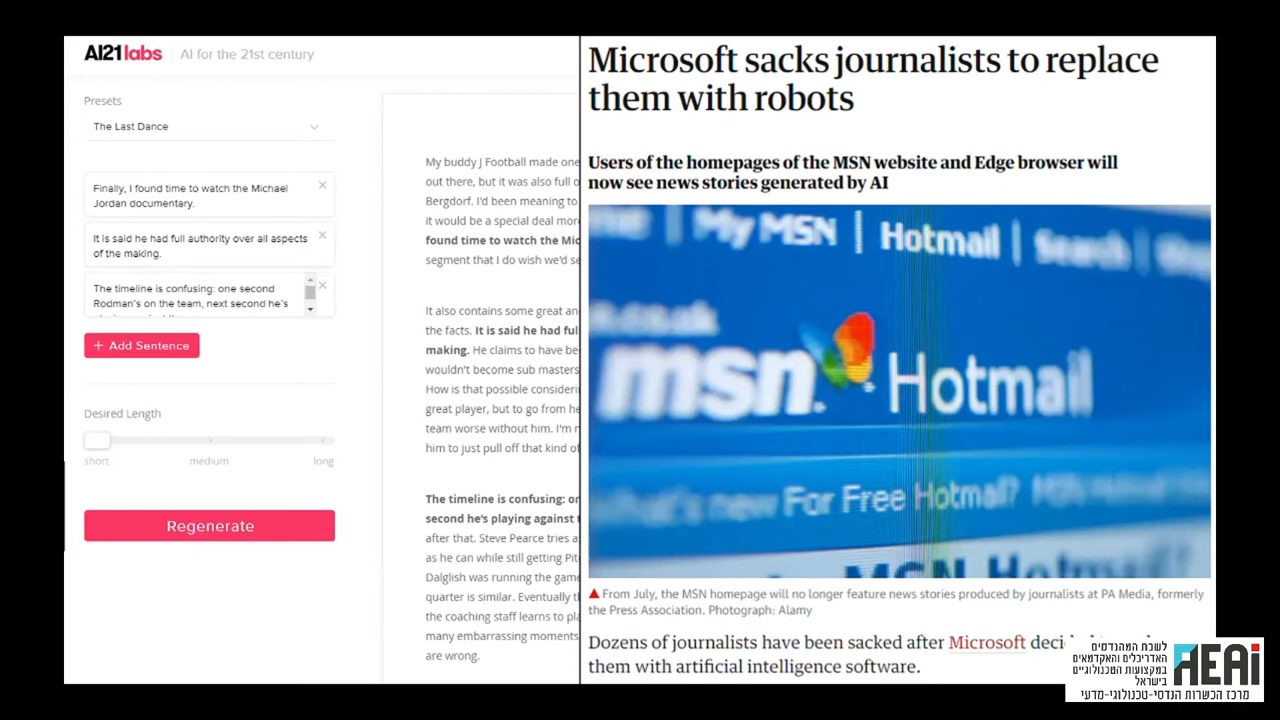 AI21labs
AI for the 21st century
Presets
The Last Dance
Finally, I found time to watch the Michael
Jordan documentary.
It is said he had full authority over all aspects
of the making.
The timeline is confusing: one second
Rodman's on the team, next second he's
+ Add Sentence
Desired Length
short medium long
Regenerate
My buddy J Football made one
out there, but it was also full o
Bergdorf. I'd been meaning to
it would be a special deal more
found time to watch the Mic
segment that I do wish we'd se
It also contains some great an
the facts. It is said he had full
making. He claims to have be
wouldn't become sub masters
How is that possible considerin
great player, but to go from he
team worse without him. I'm r
him to just pull off that kind of
The timeline is confusing: or
second he's playing against t
after that. Steve Pearce tries a
as he can while still getting Pit
Dalglish was running the game
quarter is similar. Eventually th
the coaching staff learns to pl
many embarrassing moments
are wrong.
Microsoft sacks journalists to replace
them with robots
Users of the homepages of the MSN website and Edge browser will
now see news stories generated by AI
My MSN | Hotmail | Search
msn Hotmail
what's new For Free Hotmail? MSN
MSN Hotmail
From July, the MSN homepage will no longer feature news stories produced by journalists at PA Media, formerly
the Press Association. Photograph: Alamy
Dozens of journalists have been sacked after Microsoft deci
them with artificial intelligence software.
לשכת המהנדסים
האדריכלים והאקדמאים
במקצועות הטכנולוגיים
בישראל
AEAi
מרכז הכשרות הנדסי-טכנולוגי-מדעי